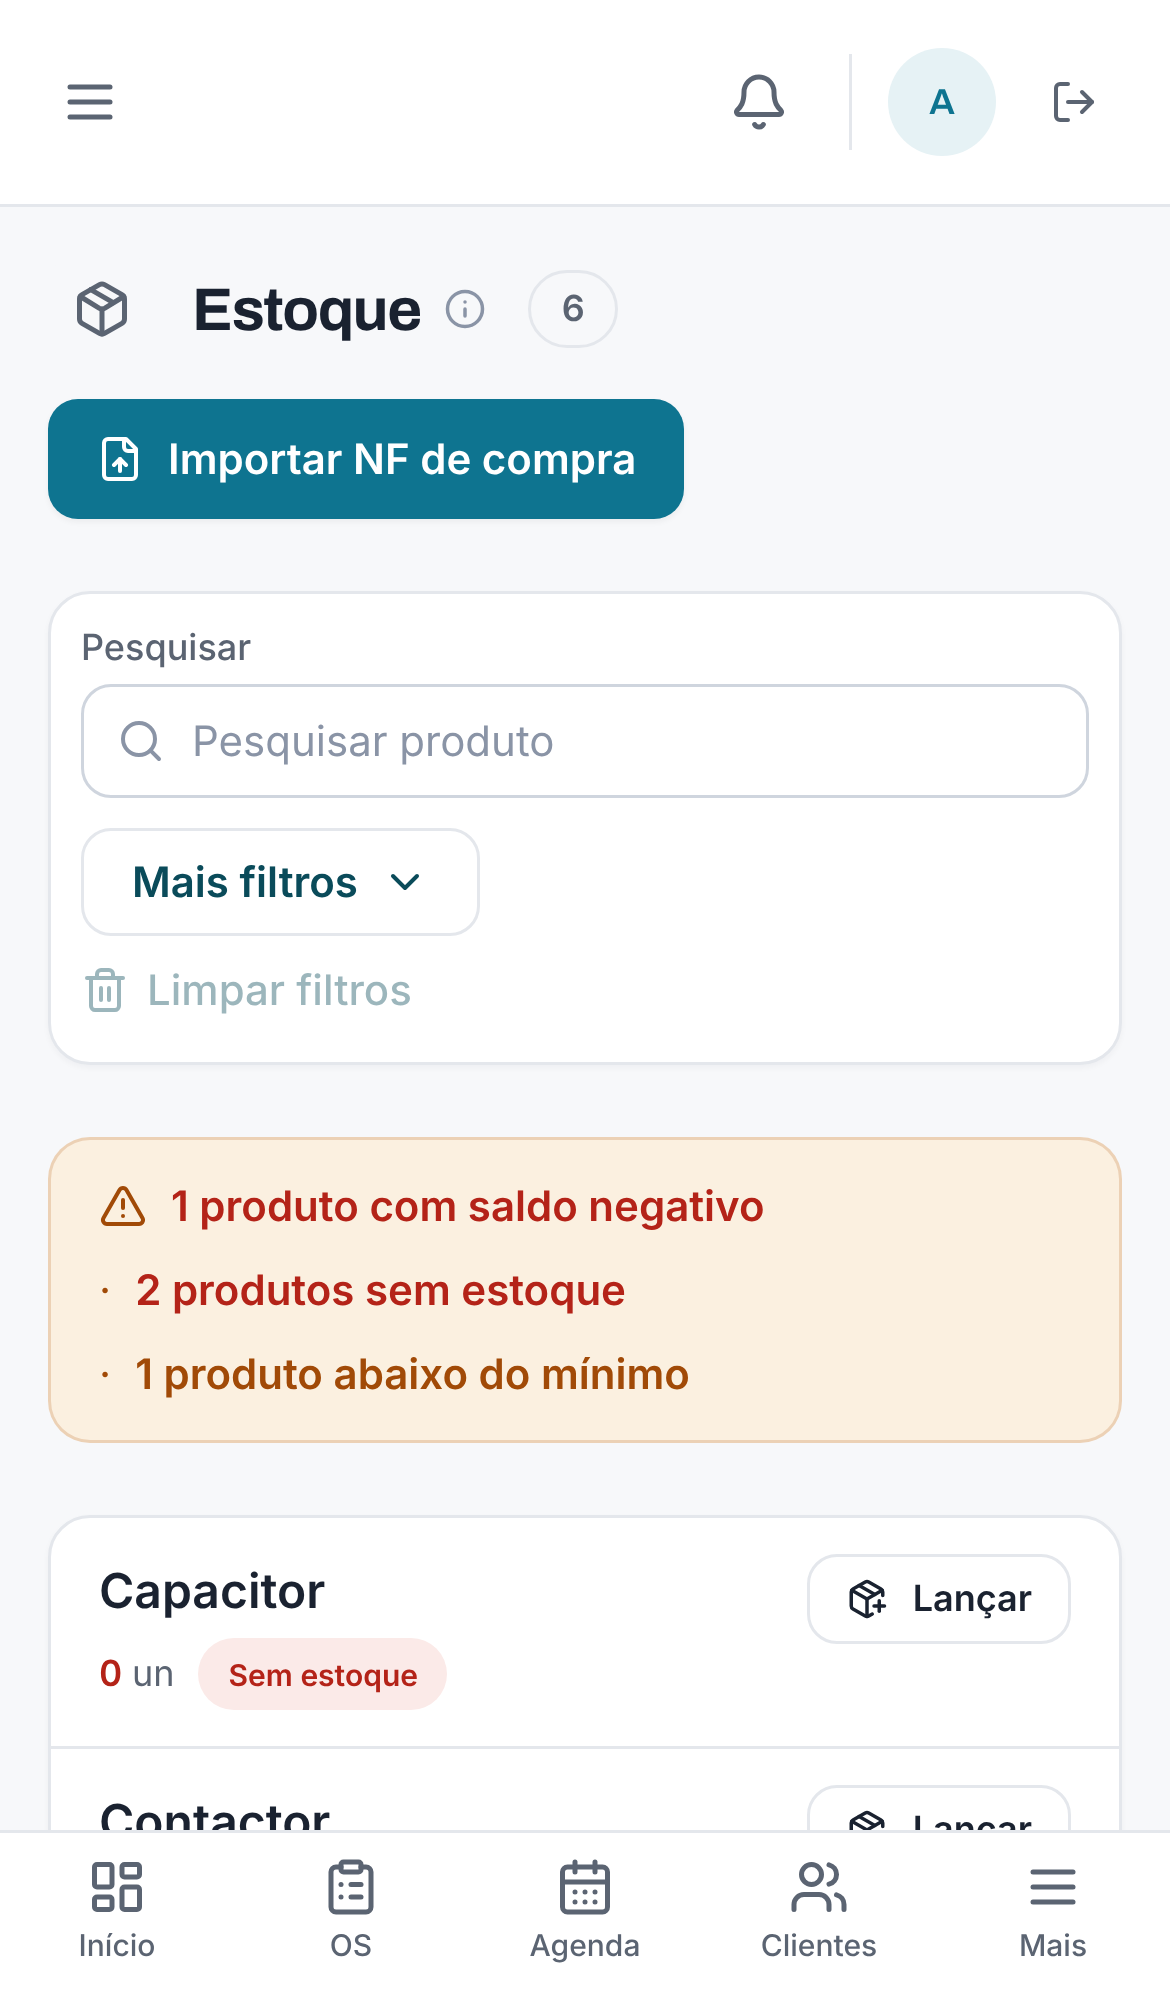 A
Estoque 6
Importar NF de compra
Pesquisar
Pesquisar produto
Mais filtros
Limpar filtros
1 produto com saldo negativo
· 2 produtos sem estoque
· 1 produto abaixo do mínimo
Capacitor
Lançar
0 un Sem estoque
Contactor
Lançar
Início OS Agenda Clientes Mais